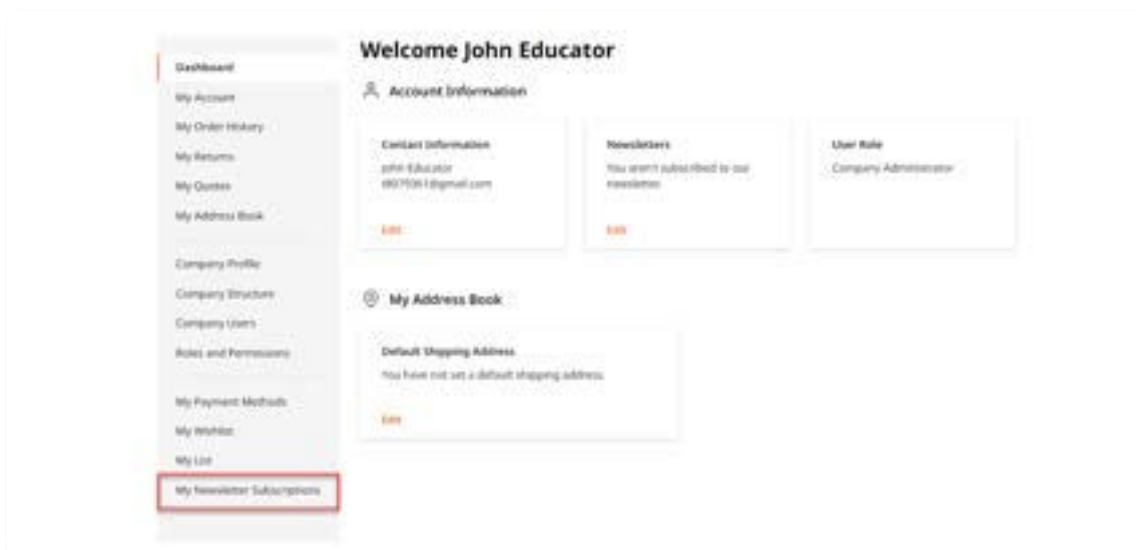 Dashboard
My Account
My Order History
My Returns
My Quotes
My Address Book
Company Profile
Company Structure
Company Users
Roles and Permissions
My Payment Methods
My Wishlist
My List
My Newsletter Subscriptions
Welcome John Educator
Account Information
Contact Information
John Educator
Edit
Newsletters
You aren't subscribed to our
newsletter.
Edit
User Role
Company Administrator
My Address Book
Default Shipping Address
You have not set a default shipping address.
Edit